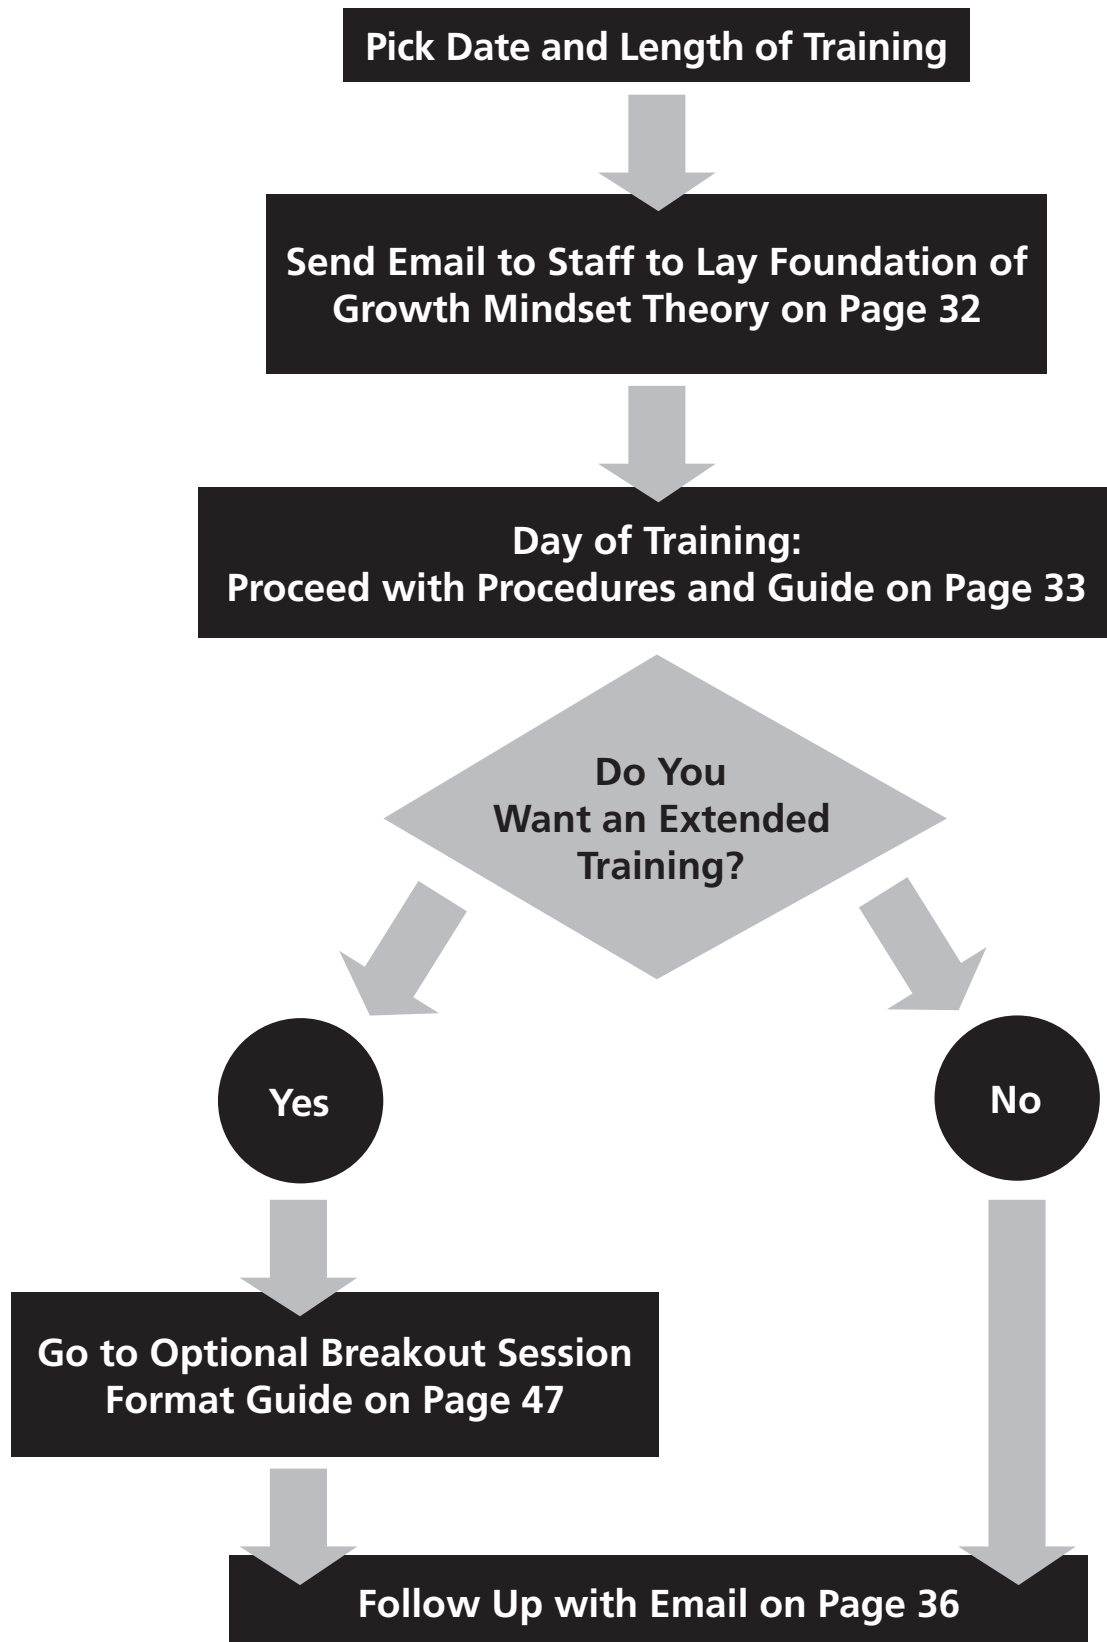 Pick Date and Length of Training
Send Email to Staff to Lay Foundation of
Growth Mindset Theory on Page 32
Day of Training:
Proceed with Procedures and Guide on Page 33
Do You
Want an Extended
Training?
Yes
No
Go to Optional Breakout Session
Format Guide on Page 47
Follow Up with Email on Page 36